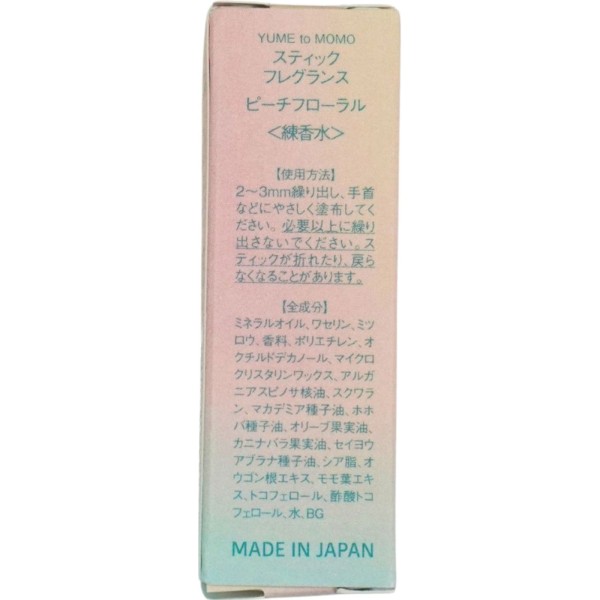 YUME to MOMO
スティック
フレグランス
ピーチフローラル
＜練香水＞
【使用方法】
2〜3mm繰り出し、手首
などにやさしく塗布してく
ださい。必要以上に繰り
出さないでください。ス
ティックが折れたり、戻ら
なくなることがあります。
【全成分】
ミネラルオイル、ワセリン、ミツ
ロウ、香料、ポリエチレン、オ
クチルドデカノール、マイクロ
クリスタリンワックス、アルガ
ニアスピノサ核油、スクワラ
ン、マカデミア種子油、ホホ
バ種子油、オリーブ果実油、
カニナバラ果実油、セイヨウ
アブラナ種子油、シア脂、オ
ウゴン根エキス、モモ葉エキ
ス、トコフェロール、酢酸トコ
フェロール、水、BG
MADE IN JAPAN